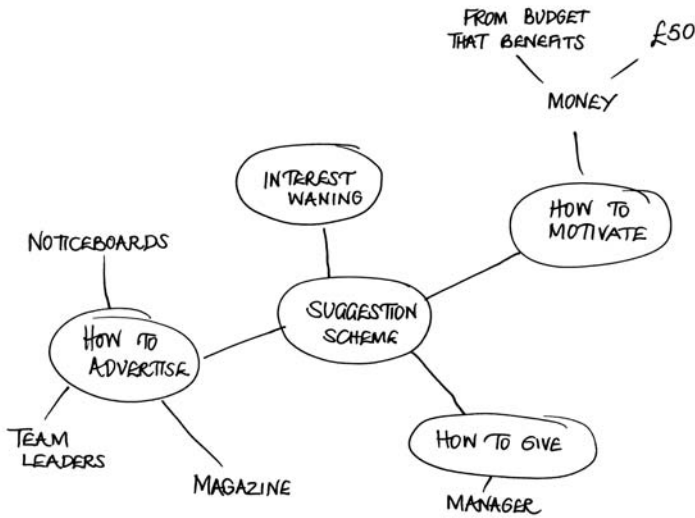 FROM BUDGET
THAT BENEFITS
£50
MONEY
INTEREST
WANING
HOW TO
MOTIVATE
NOTICEBOARDS
SUGGESTION
SCHEME
HOW TO
ADVERTISE
TEAM
LEADERS
MAGAZINE
HOW TO GIVE
MANAGER